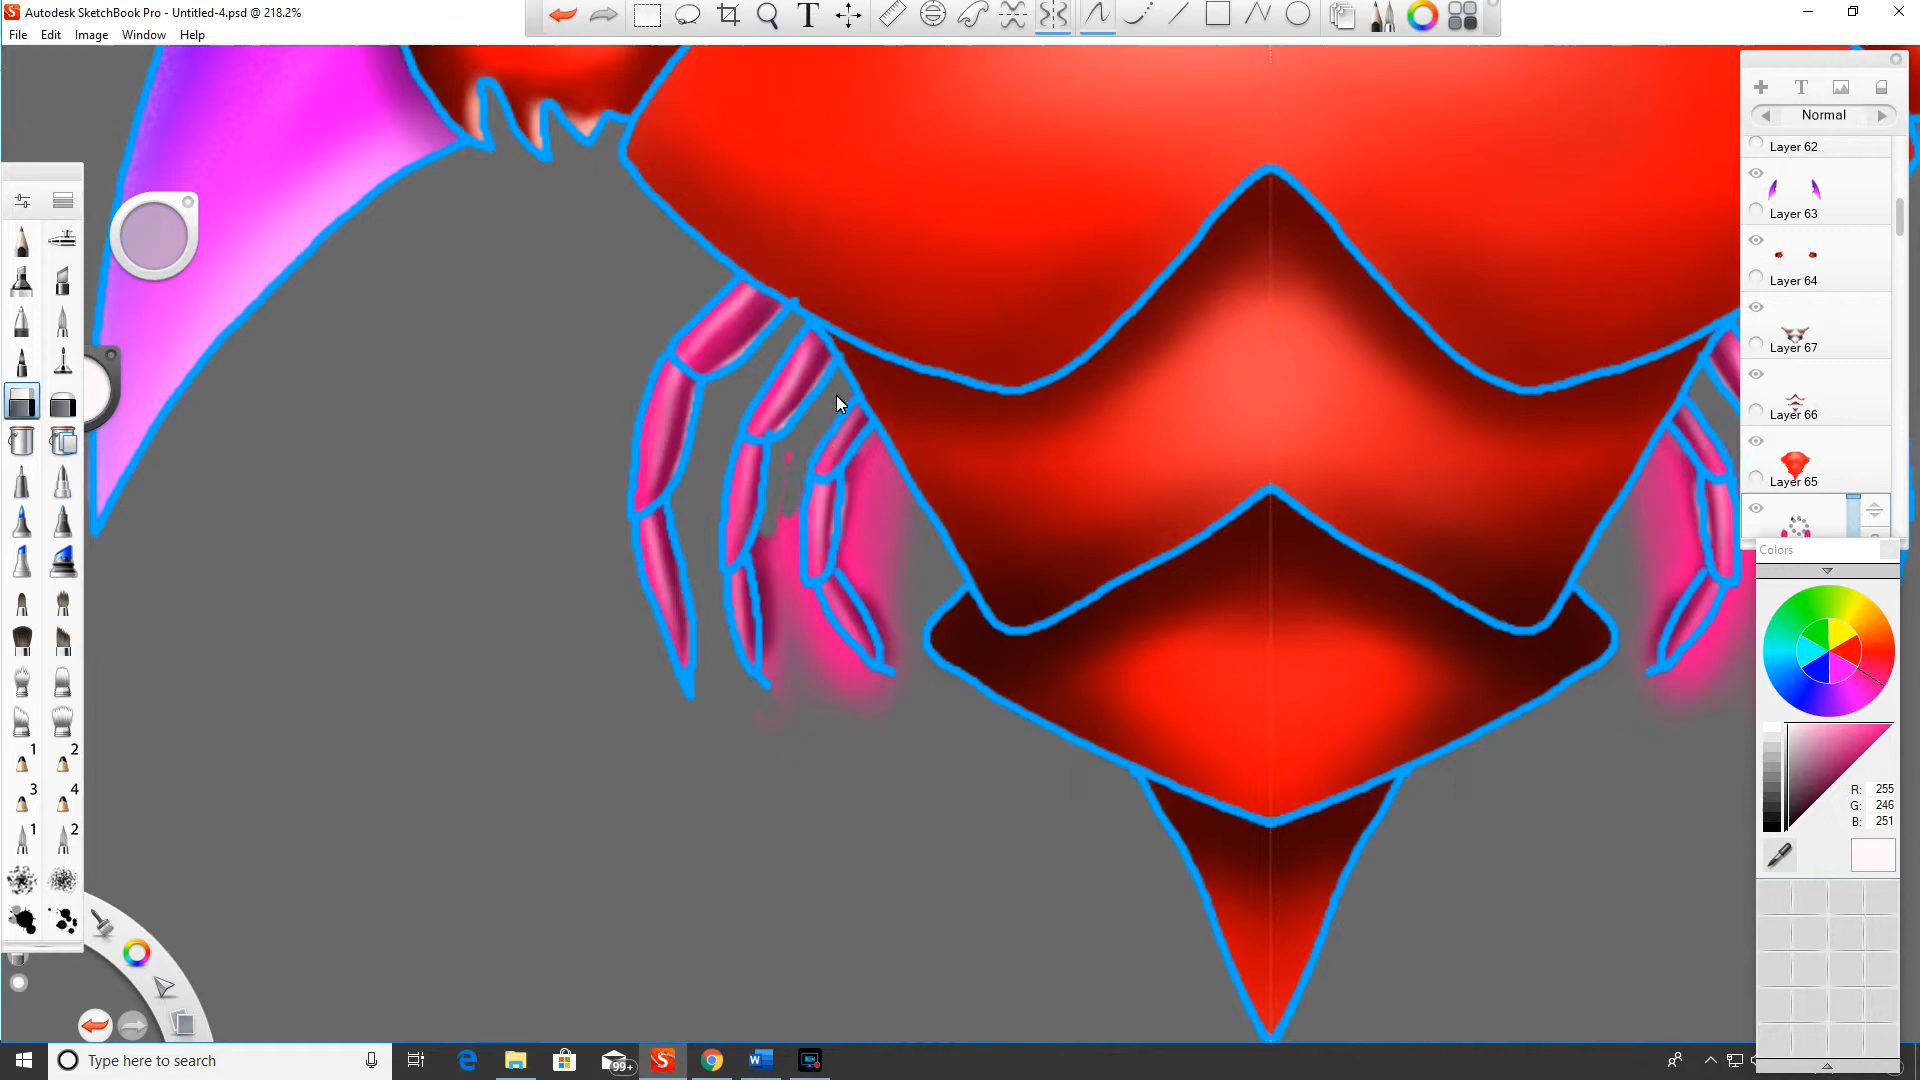 Autodesk SketchBook Pro - Untitled-4.psd @ 218.2%
File Edit Image Window Help
T
T
Normal
Layer 62
Layer 63
Layer 64
Layer 67
Layer 66
Layer 65
Colors
R: 255
G: 246
B: 251
1 2
3 4
1 2
Type here to search
99+